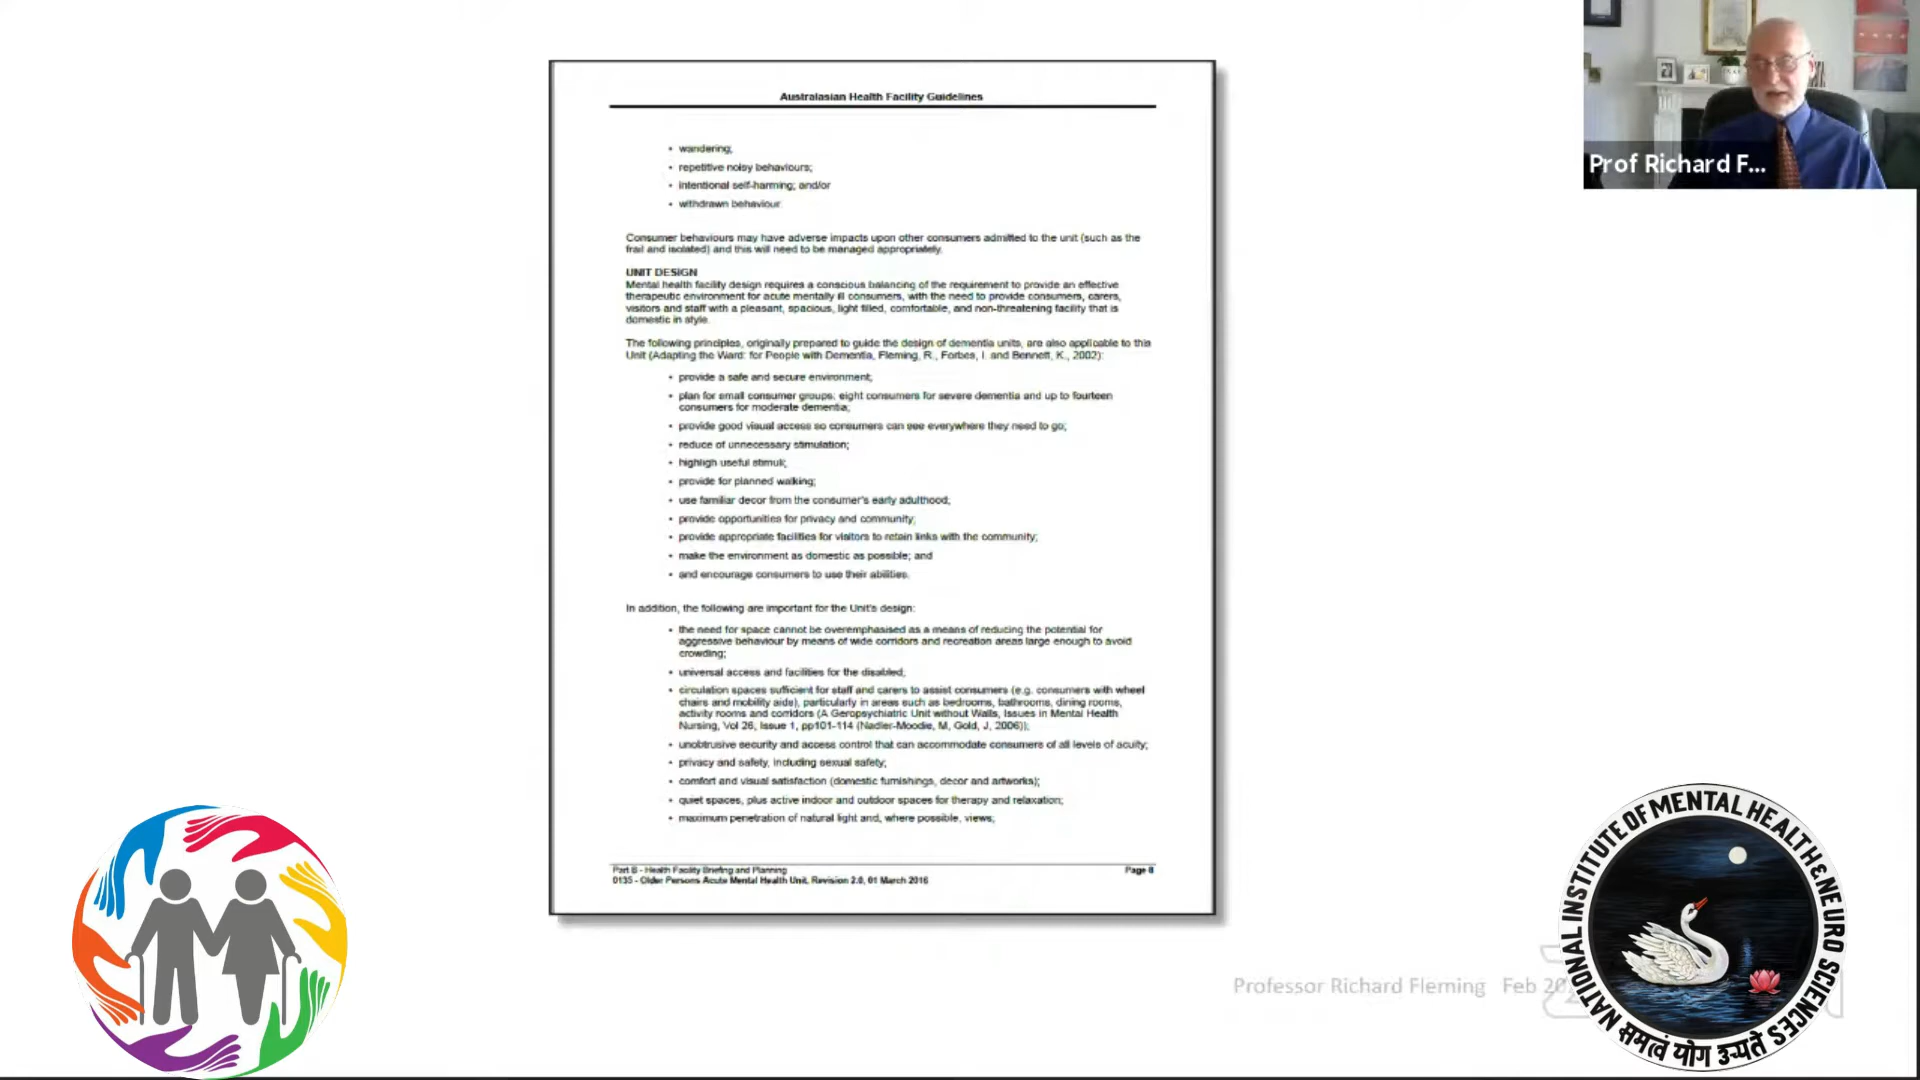 Australasian Health Facility Guidelines
• wandering;
• repetitive noisy behaviours;
• intentional self-harming; and/or
• withdrawn behaviour.
Consumer behaviours may have adverse impacts upon other consumers admitted to the unit (such as the
frail and isolated) and this will need to be managed appropriately.
UNIT DESIGN
Mental health facility design requires a conscious balancing of the requirement to provide an effective
therapeutic environment for acute mentally ill consumers, with the need to provide consumers, carers,
visitors and staff with a pleasant, spacious, light filled, comfortable, and non-threatening facility that is
domestic in style.
The following principles, originally prepared to guide the design of dementia units, are also applicable to this
Unit (Adapting the Ward: for People with Dementia, Fleming, R., Forbes, I. and Bennett, K., 2002):
• provide a safe and secure environment;
• plan for small consumer groups: eight consumers for severe dementia and up to fourteen
consumers for moderate dementia;
• provide good visual access so consumers can see everywhere they need to go;
• reduce of unnecessary stimulation;
• highligh useful stimuli;
• provide for planned walking;
• use familiar decor from the consumer's early adulthood;
• provide opportunities for privacy and community;
• provide appropriate facilities for visitors to retain links with the community;
• make the environment as domestic as possible; and
• and encourage consumers to use their abilities.
In addition, the following are important for the Unit's design:
• the need for space cannot be overemphasised as a means of reducing the potential for
aggressive behaviour by means of wide corridors and recreation areas large enough to avoid
crowding;
• universal access and facilities for the disabled;
• circulation spaces sufficient for staff and carers to assist consumers (e.g. consumers with wheel
chairs and mobility aids), particularly in areas such as bedrooms, bathrooms, dining rooms,
activity rooms and corridors (A Geropsychiatric Unit without Walls, Issues in Mental Health
Nursing, Vol 26, Issue 1, pp101-114 (Nadler-Moodie, M, Gold, J, 2006));
• unobtrusive security and access control that can accommodate consumers of all levels of acuity;
• privacy and safety, including sexual safety;
• comfort and visual satisfaction (domestic furnishings, decor and artworks);
• quiet spaces, plus active indoor and outdoor spaces for therapy and relaxation;
• maximum penetration of natural light and, where possible, views;
Part B - Health Facility Briefing and Planning
Page 8
0135 - Older Persons Acute Mental Health Unit, Revision 2.0, 01 March 2016
Prof Richard F...
Professor Richard Fleming Feb 20
NATIONAL INSTITUTE OF MENTAL HEALTH & NEURO SCIENCES
समत्वं योग उच्यते